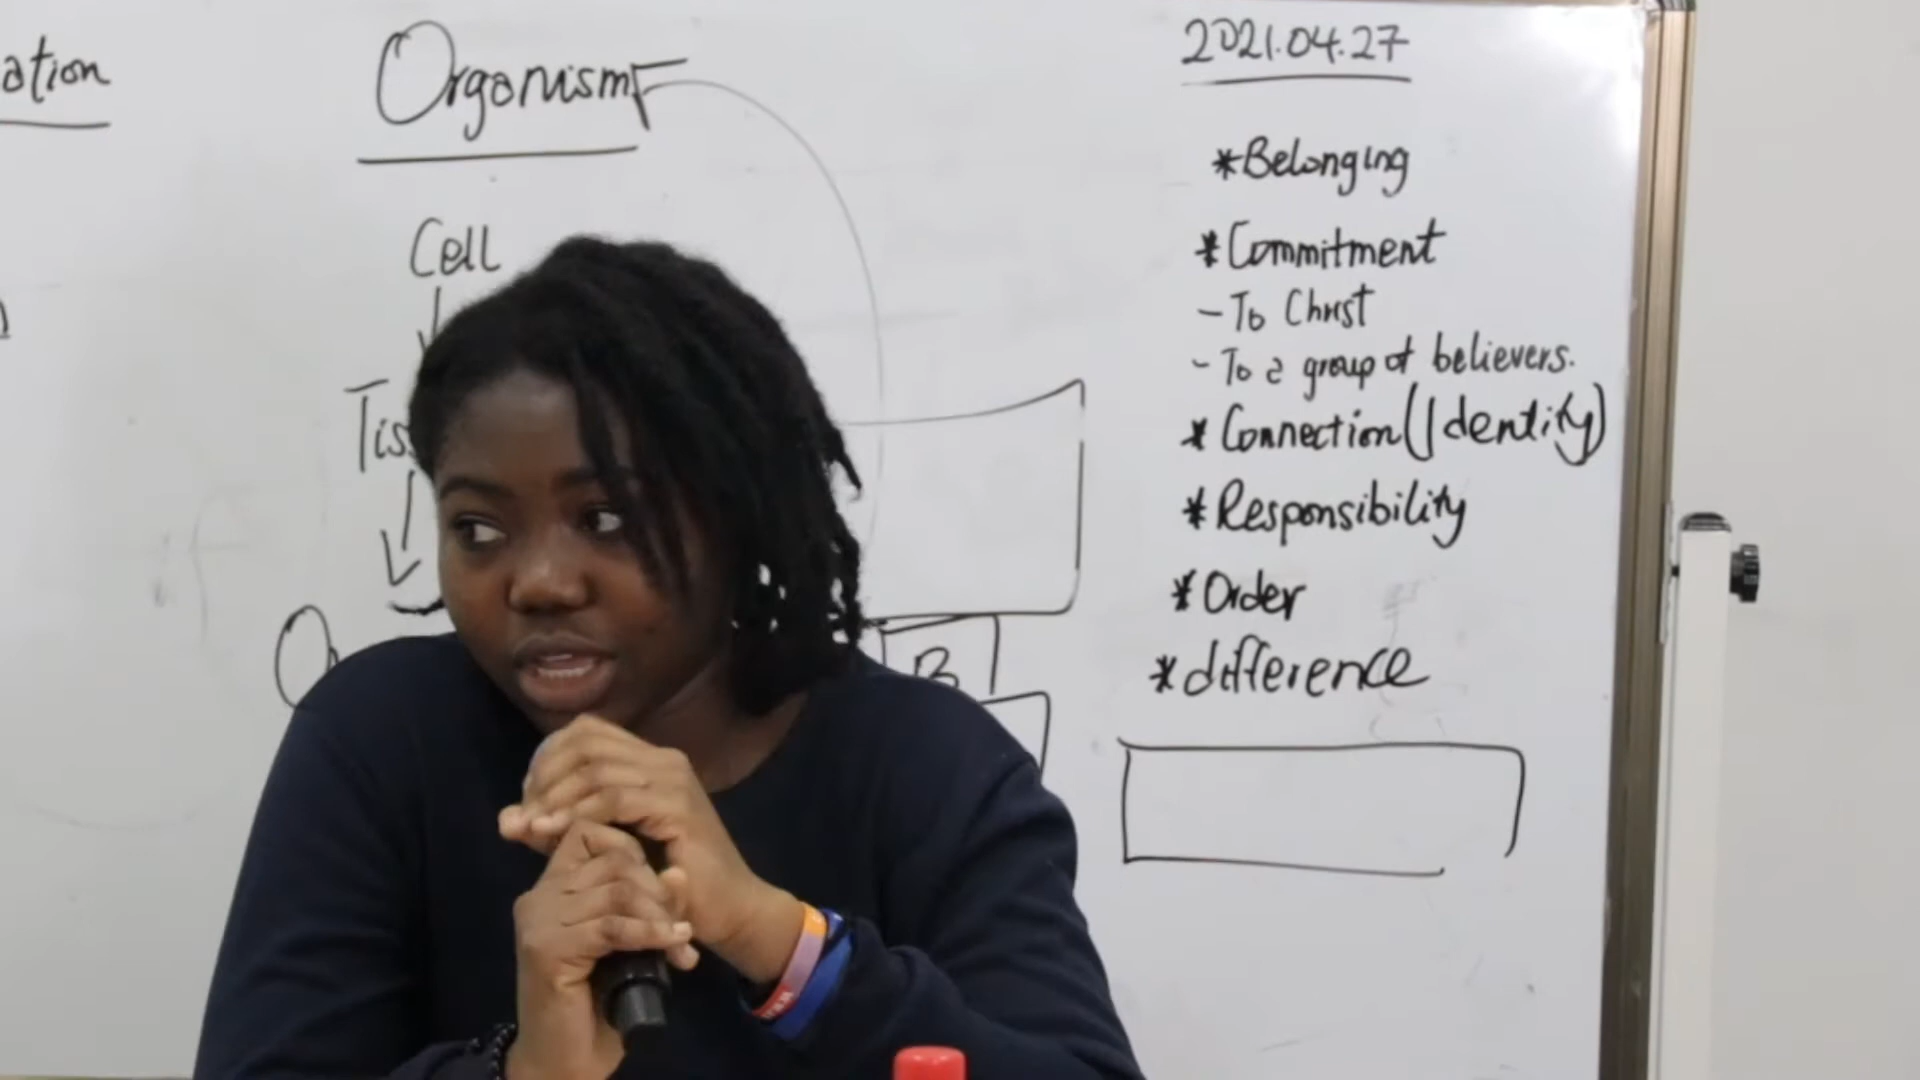 ation
Organism
Cell
Tiss
O
B
2021.04.27
*Belonging
*Commitment
- To Christ
- To a group of believers.
* Connection (Identity)
* Responsibility
* Order
* difference